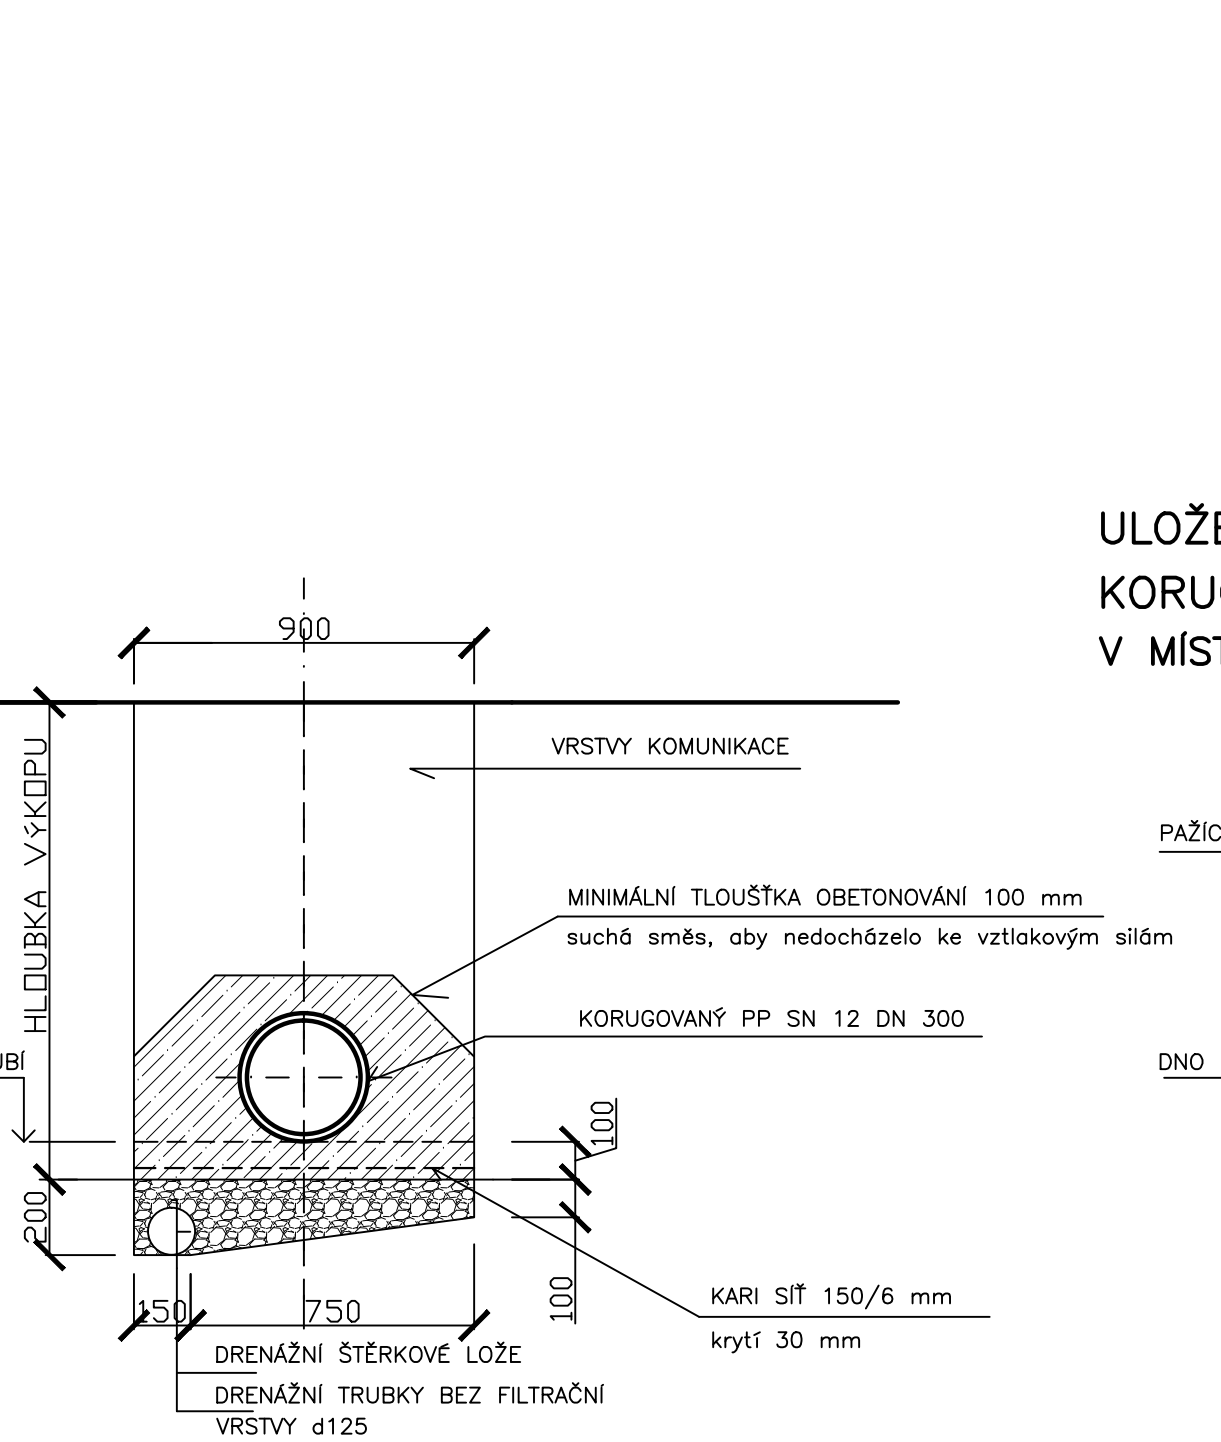 ULOŽE
KORUG
V MÍST
900
VRSTVY KOMUNIKACE
HLOUBKA VÝKOPU
PAŽÍC
MINIMÁLNÍ TLOUŠŤKA OBETONOVÁNÍ 100 mm
suchá směs, aby nedocházelo ke vztlakovým silám
KORUGOVANÝ PP SN 12 DN 300
UBÍ
DNO
100
200
100
150
750
KARI SÍŤ 150/6 mm
krytí 30 mm
DRENÁŽNÍ ŠTĚRKOVÉ LOŽE
DRENÁŽNÍ TRUBKY BEZ FILTRAČNÍ
VRSTVY d125